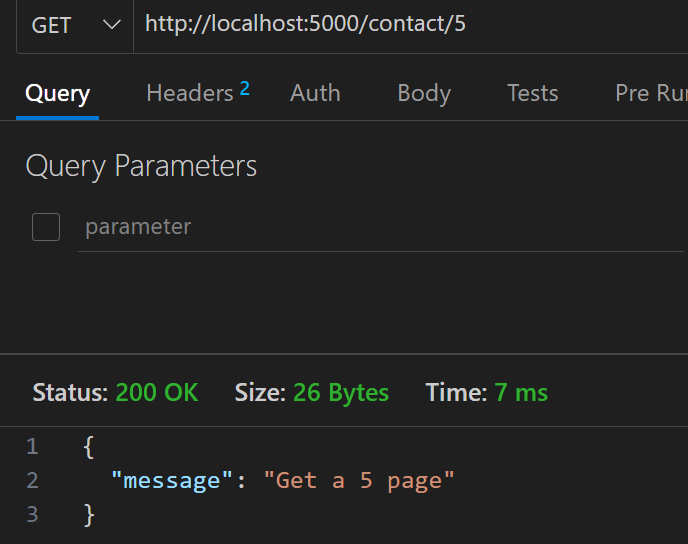 GET http://localhost:5000/contact/5
Query Headers 2 Auth Body Tests Pre Ru
Query Parameters
parameter
Status: 200 OK Size: 26 Bytes Time: 7 ms
1 {
2 "message": "Get a 5 page"
3 }